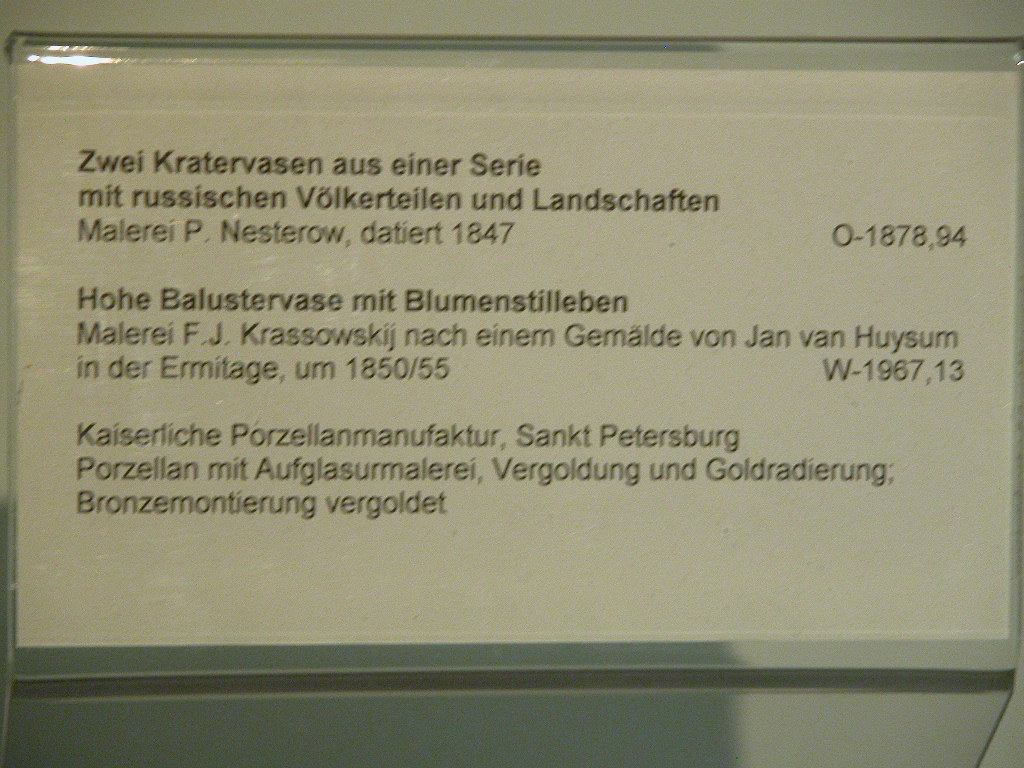 Zwei Kratervasen aus einer Serie
mit russischen Völkerteilen und Landschaften
Malerei P. Nesterow, datiert 1847 O-1878,94
Hohe Balustervase mit Blumenstilleben
Malerei F.J. Krassowskij nach einem Gemälde von Jan van Huysum
in der Ermitage, um 1850/55 W-1967,13
Kaiserliche Porzellanmanufaktur, Sankt Petersburg
Porzellan mit Aufglasurmalerei, Vergoldung und Goldradierung;
Bronzemontierung vergoldet